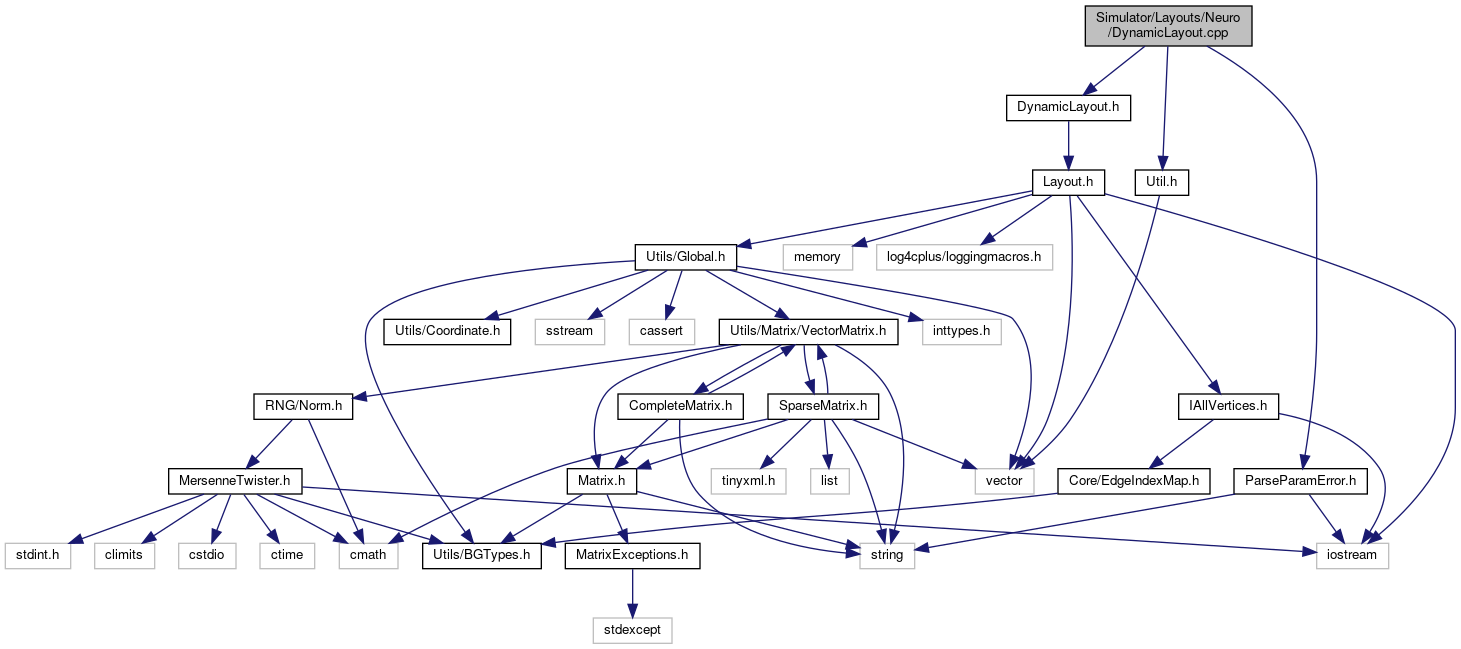 Simulator/Layouts/Neuro
/DynamicLayout.cpp
DynamicLayout.h
Layout.h
Util.h
Utils/Global.h
memory
log4cplus/loggingmacros.h
Utils/Coordinate.h
sstream
cassert
Utils/Matrix/VectorMatrix.h
inttypes.h
RNG/Norm.h
CompleteMatrix.h
SparseMatrix.h
IAllVertices.h
MersenneTwister.h
Matrix.h
tinyxml.h
list
vector
Core/EdgeIndexMap.h
ParseParamError.h
stdint.h
climits
cstdio
ctime
cmath
Utils/BGTypes.h
MatrixExceptions.h
string
iostream
stdexcept